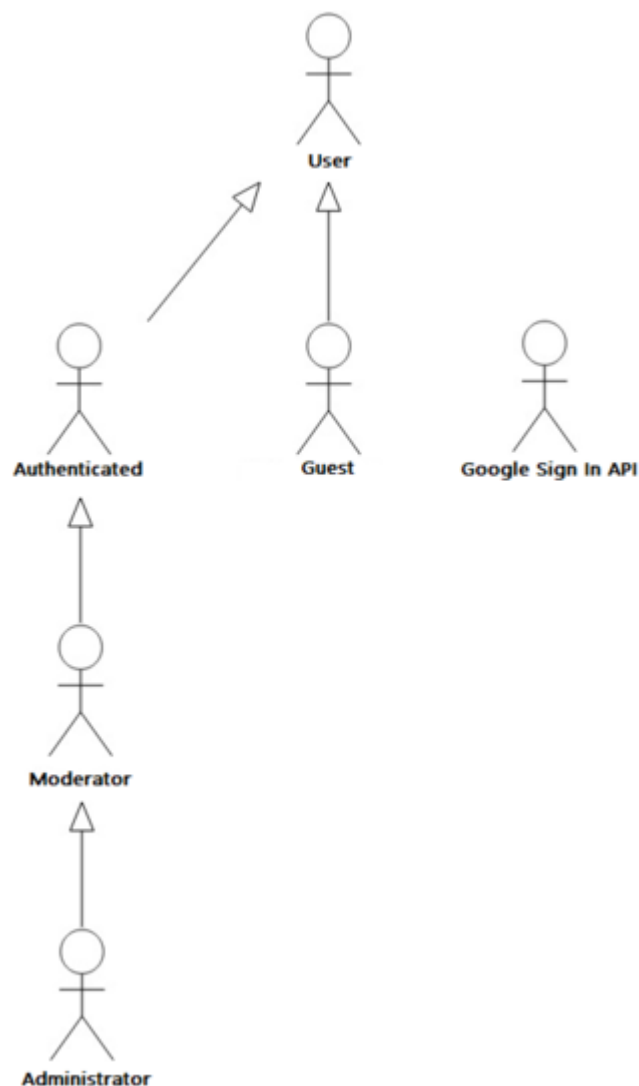 User
Authenticated
Guest
Google Sign In API
Moderator
Administrator